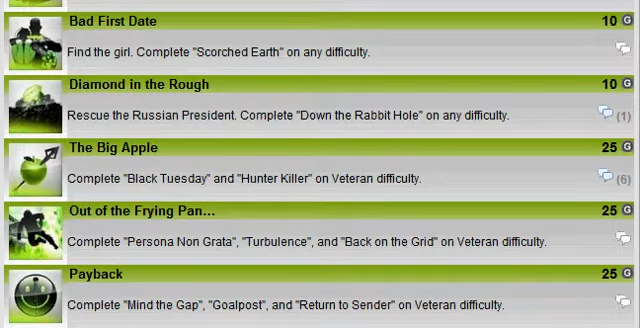 Bad First Date 10 G
Find the girl. Complete "Scorched Earth" on any difficulty.
Diamond in the Rough 10 G
Rescue the Russian President. Complete "Down the Rabbit Hole" on any difficulty.
(1)
The Big Apple 25 G
Complete "Black Tuesday" and "Hunter Killer" on Veteran difficulty.
(6)
Out of the Frying Pan... 25 G
Complete "Persona Non Grata", "Turbulence", and "Back on the Grid" on Veteran difficulty.
Payback 25 G
Complete "Mind the Gap", "Goalpost", and "Return to Sender" on Veteran difficulty.